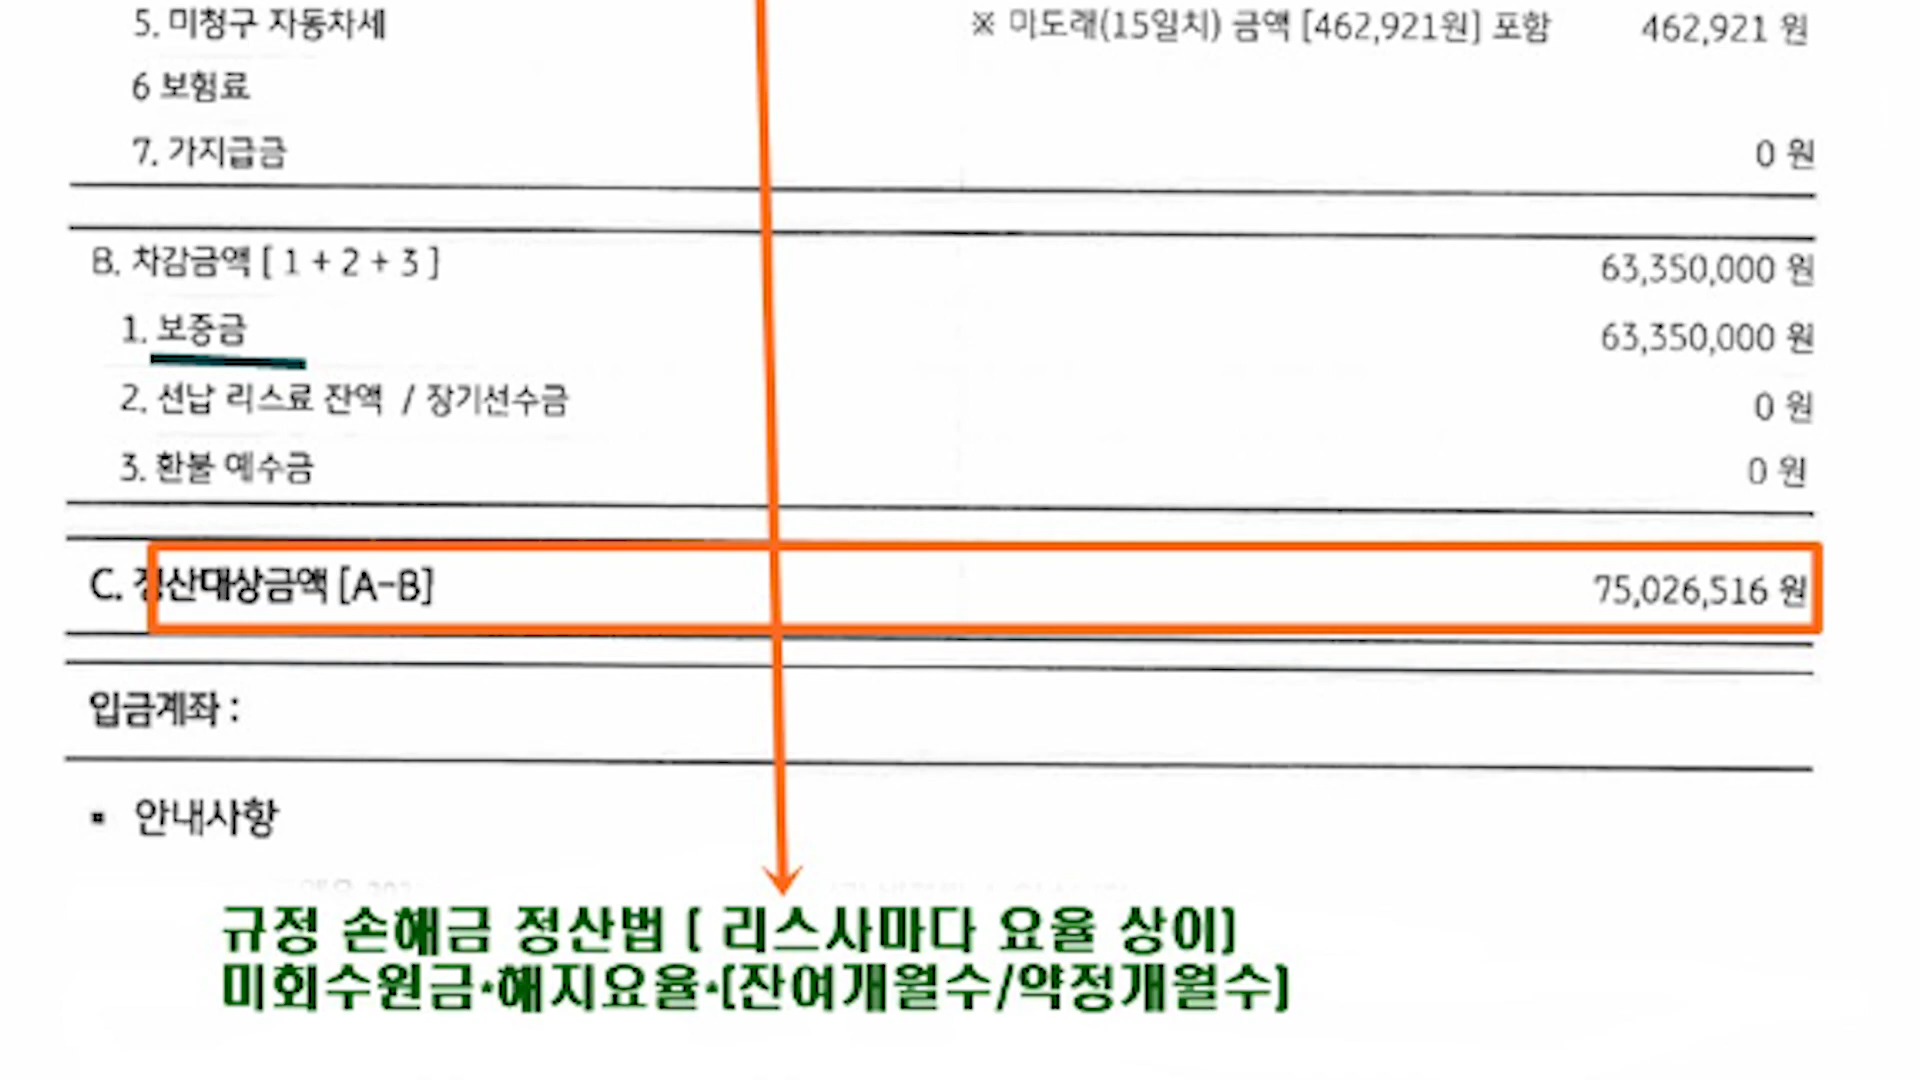 5. 미청구 자동차세 ※ 미도래(15일치) 금액 [462,921원] 포함 462,921 원
6 보험료
7. 가지급금 0 원
B. 차감금액 [ 1 + 2 + 3 ] 63,350,000 원
1. 보증금 63,350,000 원
2. 선납 리스료 잔액 / 장기선수금 0 원
3. 환불 예수금 0 원
C. 정산대상금액 [A-B] 75,026,516 원
입금계좌 :
▪ 안내사항
규정 손해금 정산법 [ 리스사마다 요율 상이]
미회수원금*해지요율*[잔여개월수/약정개월수]